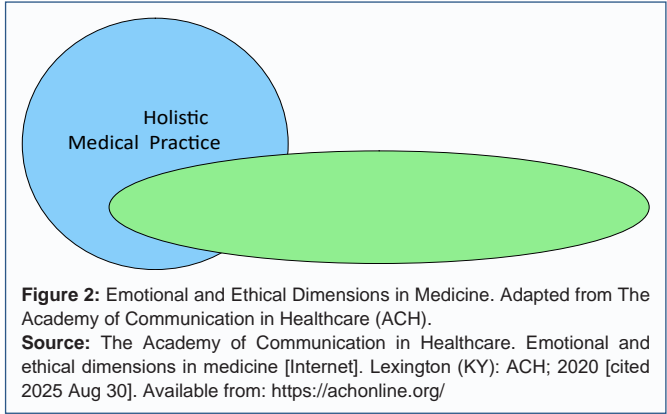 Holistic
Medical Practice
Figure 2: Emotional and Ethical Dimensions in Medicine. Adapted from The
Academy of Communication in Healthcare (ACH).
Source: The Academy of Communication in Healthcare. Emotional and
ethical dimensions in medicine [Internet]. Lexington (KY): ACH; 2020 [cited
2025 Aug 30]. Available from: https://achonline.org/